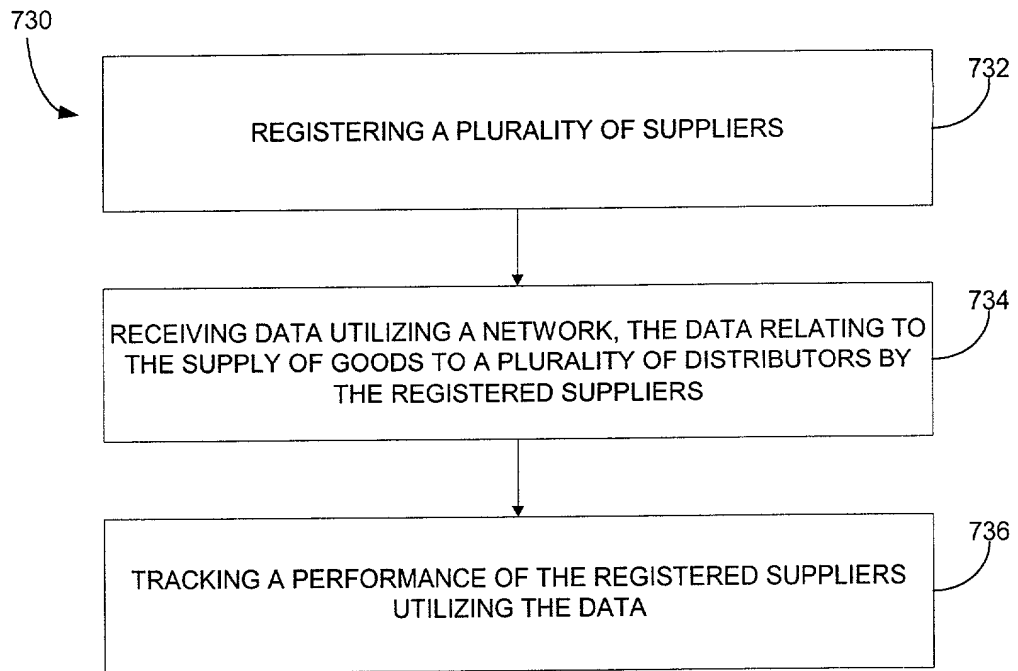 730
732
REGISTERING A PLURALITY OF SUPPLIERS
734
RECEIVING DATA UTILIZING A NETWORK, THE DATA RELATING TO
THE SUPPLY OF GOODS TO A PLURALITY OF DISTRIBUTORS BY
THE REGISTERED SUPPLIERS
736
TRACKING A PERFORMANCE OF THE REGISTERED SUPPLIERS
UTILIZING THE DATA